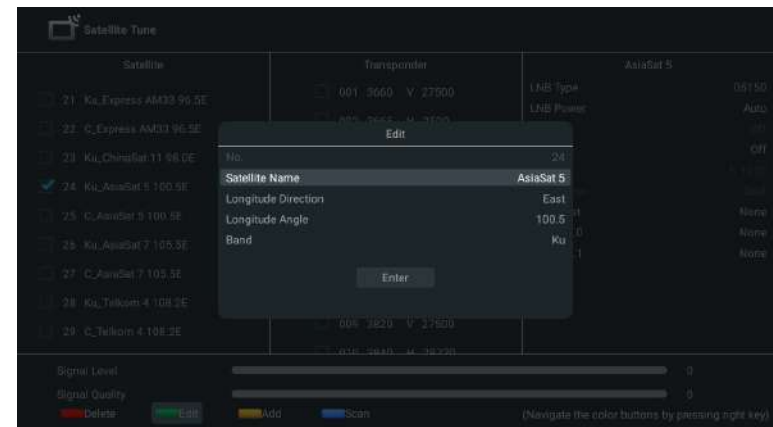 Satellite Tune
Satellite
Transponder
AsiaSat 5
21 Ku_Express AM33 96.5E
001 3660 V 27500
LNB Type
05150
22 C_Express AM33 96.5E
LNB Power
Auto
Edit
23 Ku_ChinaSat 11 98.0E
No.
24
Off
24 Ku_AsiaSat 5 100.5E
Satellite Name
AsiaSat 5
25 C_AsiaSat 5 100.5E
Longitude Direction
East
None
26 Ku_AsiaSat 7 105.5E
Longitude Angle
100.5
None
Band
Ku
None
27 C_AsiaSat 7 105.5E
Enter
28 Ku_Telkom 4 108.2E
29 C_Telkom 4 108.2E
009 3820 V 27500
Signal Level
0
Signal Quality
0
Delete
Edit
Add
Scan
(Navigate the color buttons by pressing right key)